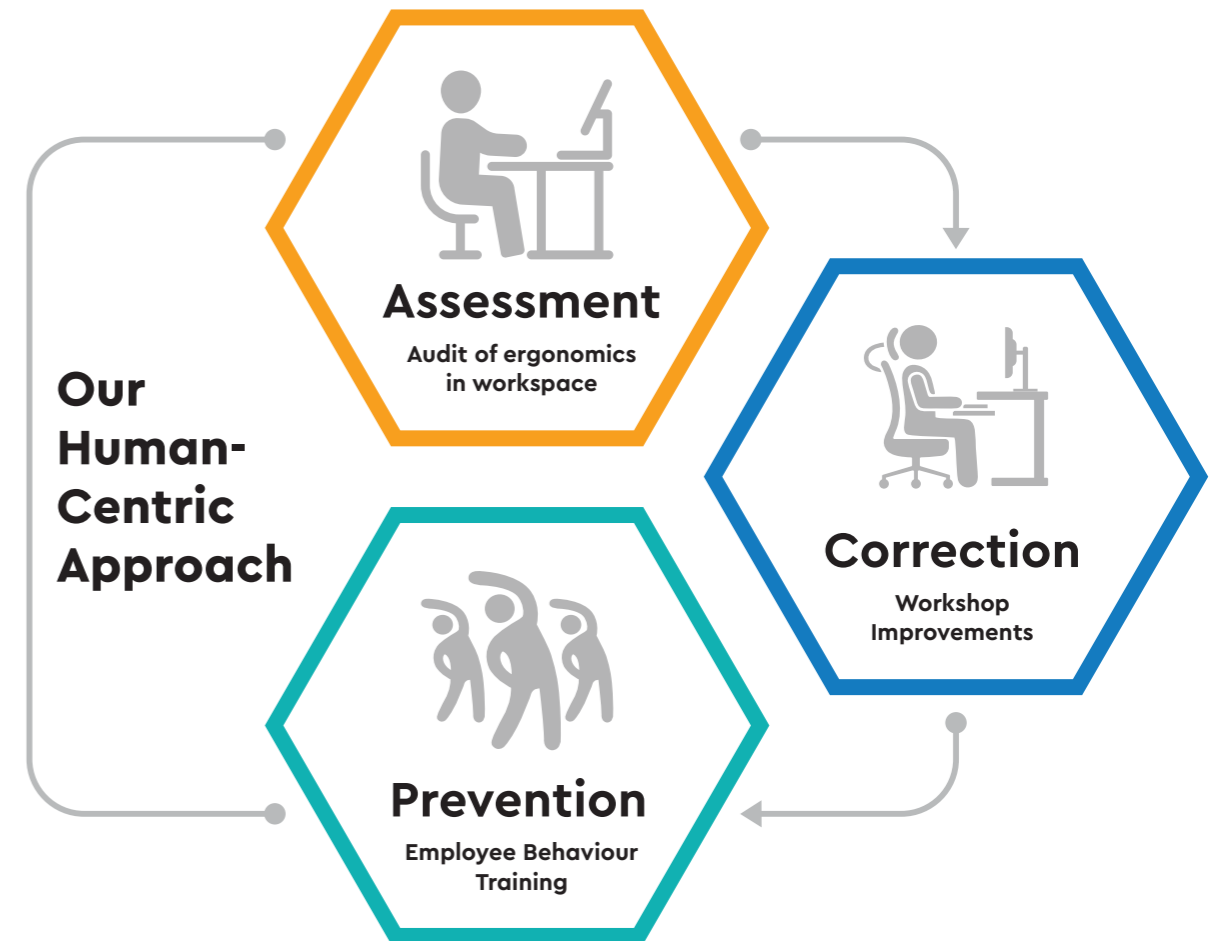 Our
Human-
Centric
Approach
Assessment
Audit of ergonomics
in workspace
Correction
Workshop
Improvements
Prevention
Employee Behaviour
Training